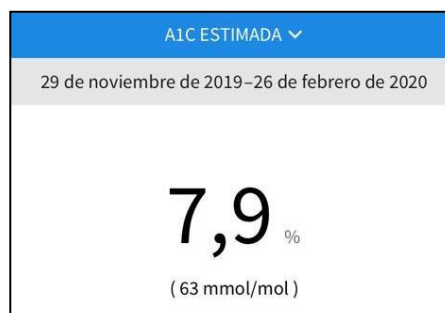 A1C ESTIMADA
29 de noviembre de 2019–26 de febrero de 2020
7,9 %
( 63 mmol/mol )